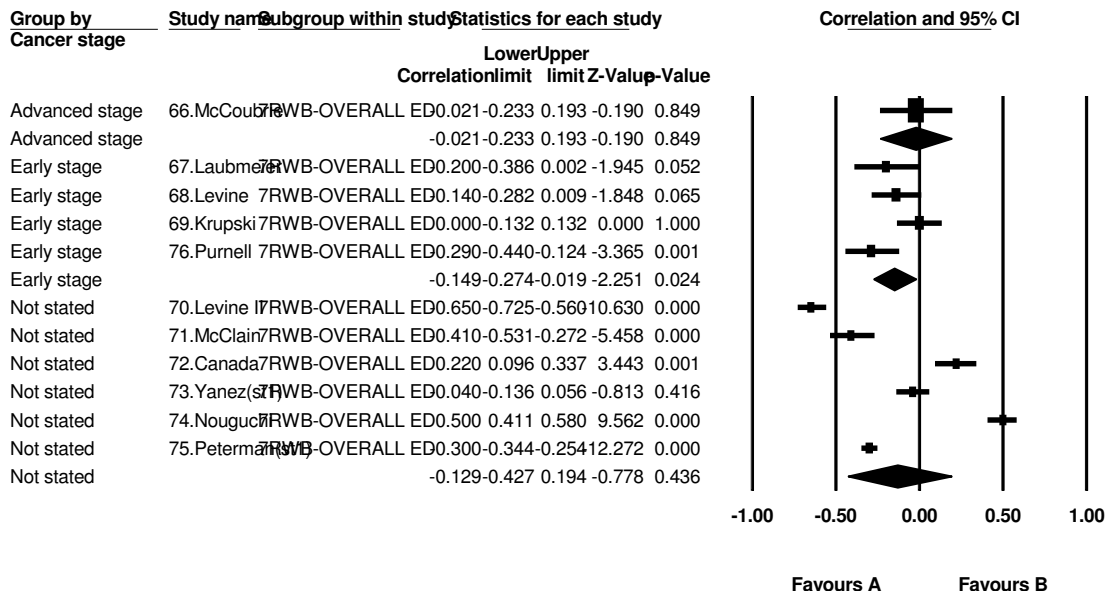 Group by Study name Subgroup within study Statistics for each study Correlation and 95% CI
Cancer stage
Lower Upper
Correlation limit limit Z-Value p-Value
Advanced stage 66.McCoubrie 7RWB-OVERALL ED -0.021 -0.233 0.193 -0.190 0.849
Advanced stage -0.021 -0.233 0.193 -0.190 0.849
Early stage 67.Laubmeier 7RWB-OVERALL ED -0.200 -0.386 0.002 -1.945 0.052
Early stage 68.Levine 7RWB-OVERALL ED -0.140 -0.282 0.009 -1.848 0.065
Early stage 69.Krupski 7RWB-OVERALL ED 0.000 -0.132 0.132 0.000 1.000
Early stage 76.Purnell 7RWB-OVERALL ED -0.290 -0.440 -0.124 -3.365 0.001
Early stage -0.149 -0.274 -0.019 -2.251 0.024
Not stated 70.Levine II 7RWB-OVERALL ED -0.650 -0.725 -0.560 -10.630 0.000
Not stated 71.McClain 7RWB-OVERALL ED -0.410 -0.531 -0.272 -5.458 0.000
Not stated 72.Canada 7RWB-OVERALL ED 0.220 0.096 0.337 3.443 0.001
Not stated 73.Yanez(st1) 7RWB-OVERALL ED -0.040 -0.136 0.056 -0.813 0.416
Not stated 74.Nouguchi 7RWB-OVERALL ED 0.500 0.411 0.580 9.562 0.000
Not stated 75.Peterman(st1) 7RWB-OVERALL ED -0.300 -0.344 -0.254 -12.272 0.000
Not stated -0.129 -0.427 0.194 -0.778 0.436
-1.00 -0.50 0.00 0.50 1.00
Favours A Favours B